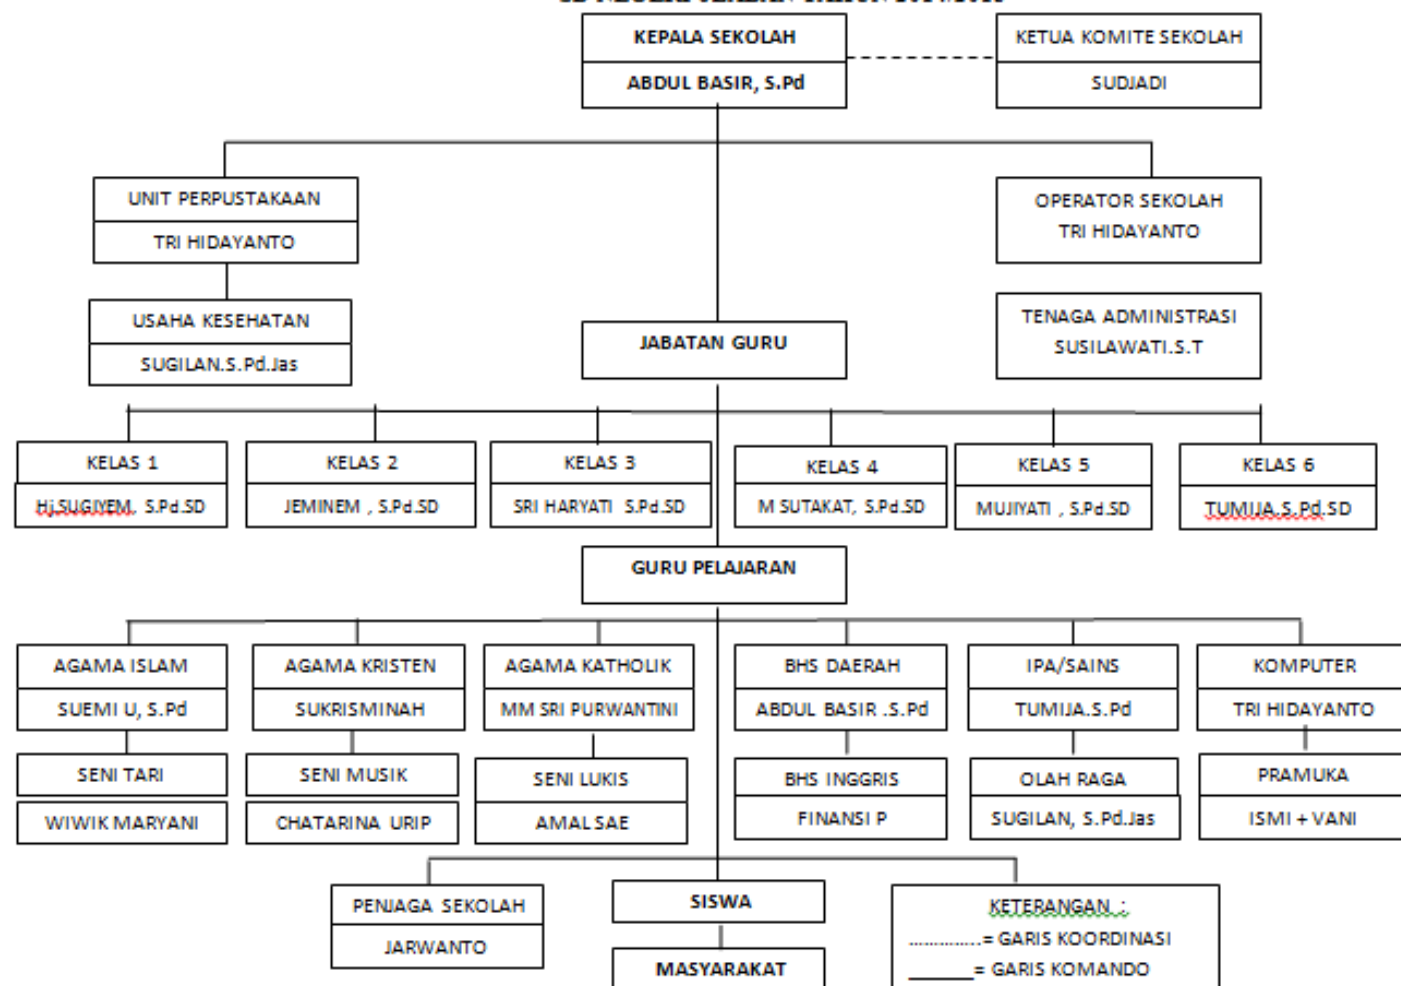 KEPALA SEKOLAH
ABDUL BASIR, S.Pd
KETUA KOMITE SEKOLAH
SUDJADI
UNIT PERPUSTAKAAN
TRI HIDAYANTO
OPERATOR SEKOLAH
TRI HIDAYANTO
USAHA KESEHATAN
SUGILAN.S.Pd.Jas
JABATAN GURU
TENAGA ADMINISTRASI
SUSILAWATI.S.T
KELAS 1
Hj.SUGIYEM, S.Pd.SD
KELAS 2
JEMINEM , S.Pd.SD
KELAS 3
SRI HARYATI S.Pd.SD
KELAS 4
M SUTAKAT, S.Pd.SD
KELAS 5
MUJIYATI , S.Pd.SD
KELAS 6
TUMIJA.S.Pd.SD
GURU PELAJARAN
AGAMA ISLAM
SUEMI U, S.Pd
AGAMA KRISTEN
SUKRISMINAH
AGAMA KATHOLIK
MM SRI PURWANTINI
BHS DAERAH
ABDUL BASIR .S.Pd
IPA/SAINS
TUMIJA.S.Pd
KOMPUTER
TRI HIDAYANTO
SENI TARI
WIWIK MARYANI
SENI MUSIK
CHATARINA URIP
SENI LUKIS
AMAL SAE
BHS INGGRIS
FINANSI P
OLAH RAGA
SUGILAN, S.Pd.Jas
PRAMUKA
ISMI + VANI
PENJAGA SEKOLAH
JARWANTO
SISWA
MASYARAKAT
KETERANGAN :
..............= GARIS KOORDINASI
_______= GARIS KOMANDO